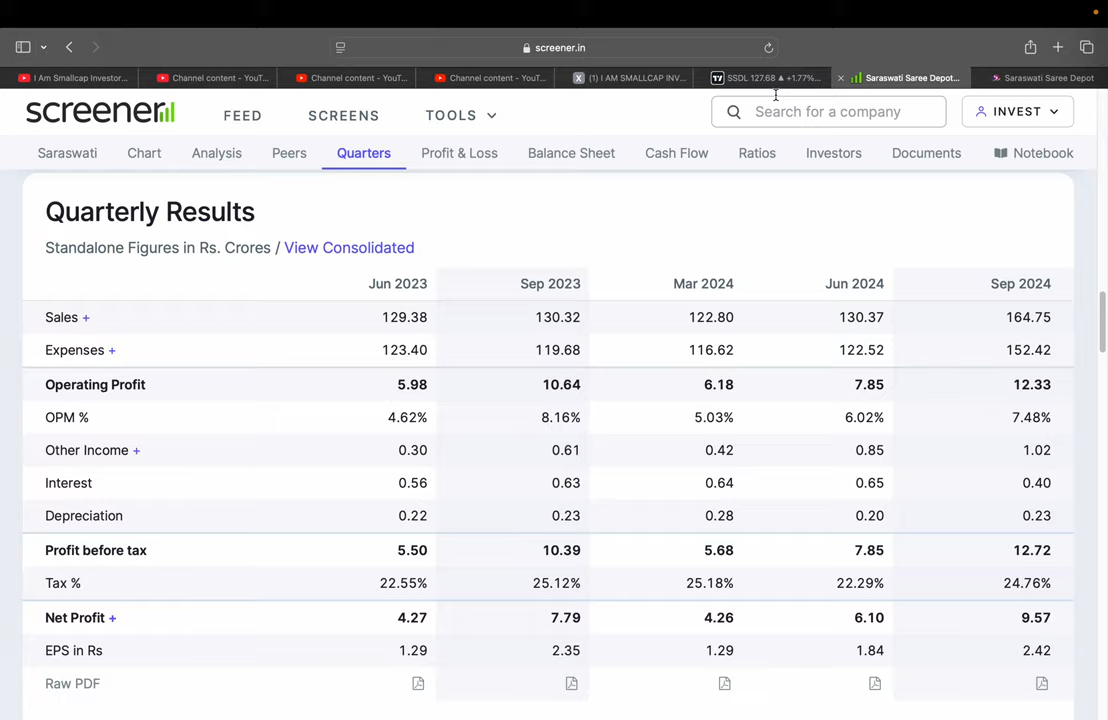 screener.in
I Am Smallcap Investor...
Channel content - YouT...
Channel content - YouT...
Channel content - YouT...
X (1) I AM SMALLCAP INV...
SSDL 127.68 ▲ +1.77%...
× Saraswati Saree Depot...
Saraswati Saree Depot
screener
FEED
SCREENS
TOOLS
Search for a company
INVEST
Saraswati Chart Analysis Peers Quarters Profit & Loss Balance Sheet Cash Flow Ratios Investors Documents Notebook
Quarterly Results
Standalone Figures in Rs. Crores / View Consolidated
Jun 2023 Sep 2023 Mar 2024 Jun 2024 Sep 2024
Sales + 129.38 130.32 122.80 130.37 164.75
Expenses + 123.40 119.68 116.62 122.52 152.42
Operating Profit 5.98 10.64 6.18 7.85 12.33
OPM % 4.62% 8.16% 5.03% 6.02% 7.48%
Other Income + 0.30 0.61 0.42 0.85 1.02
Interest 0.56 0.63 0.64 0.65 0.40
Depreciation 0.22 0.23 0.28 0.20 0.23
Profit before tax 5.50 10.39 5.68 7.85 12.72
Tax % 22.55% 25.12% 25.18% 22.29% 24.76%
Net Profit + 4.27 7.79 4.26 6.10 9.57
EPS in Rs 1.29 2.35 1.29 1.84 2.42
Raw PDF